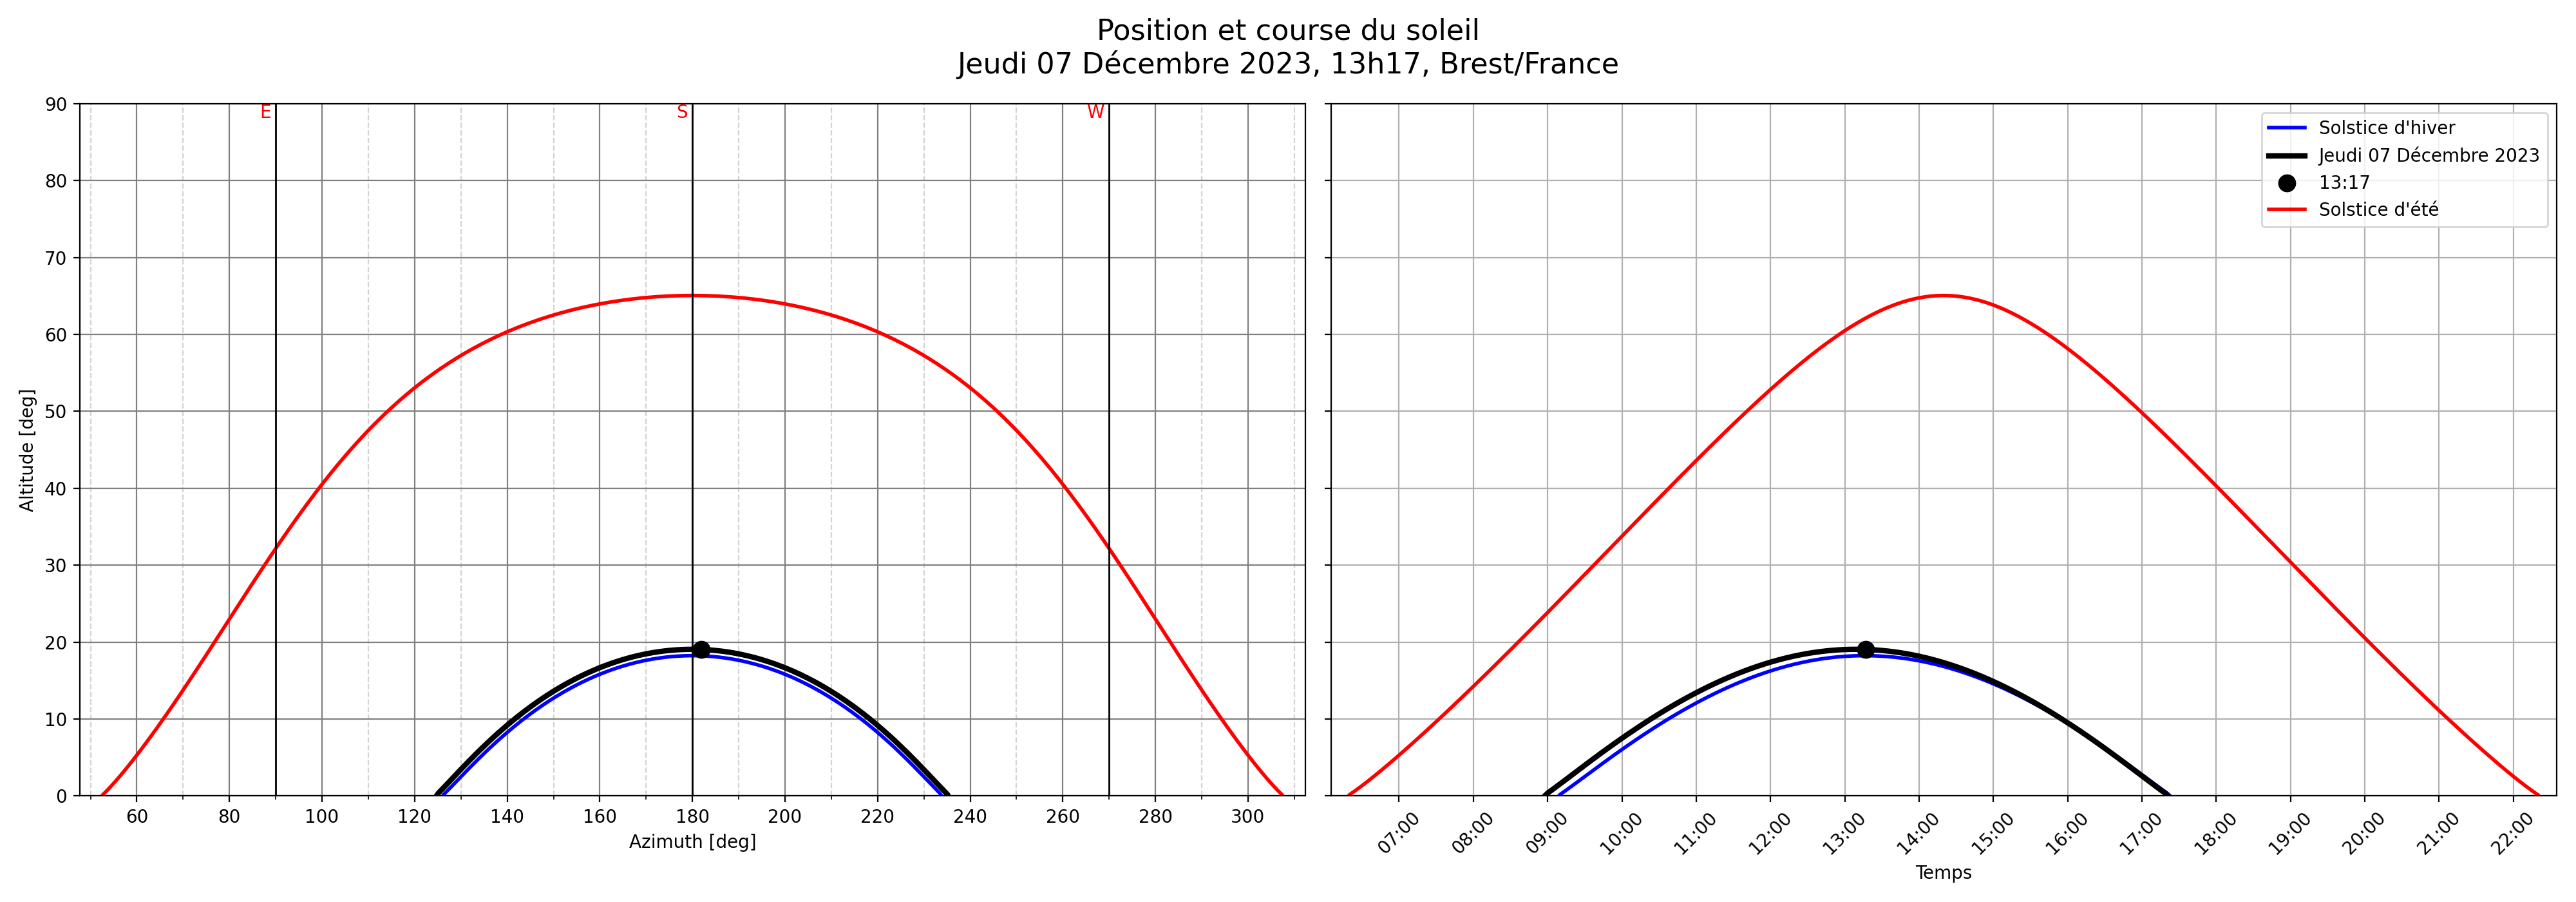 Position et course du soleil
Jeudi 07 Décembre 2023, 13h17, Brest/France
90
80
70
60
50
40
30
20
10
0
Altitude [deg]
E
S
W
60 80 100 120 140 160 180 200 220 240 260 280 300
Azimuth [deg]
Solstice d'hiver
Jeudi 07 Décembre 2023
13:17
Solstice d'été
07:00 08:00 09:00 10:00 11:00 12:00 13:00 14:00 15:00 16:00 17:00 18:00 19:00 20:00 21:00 22:00
Temps